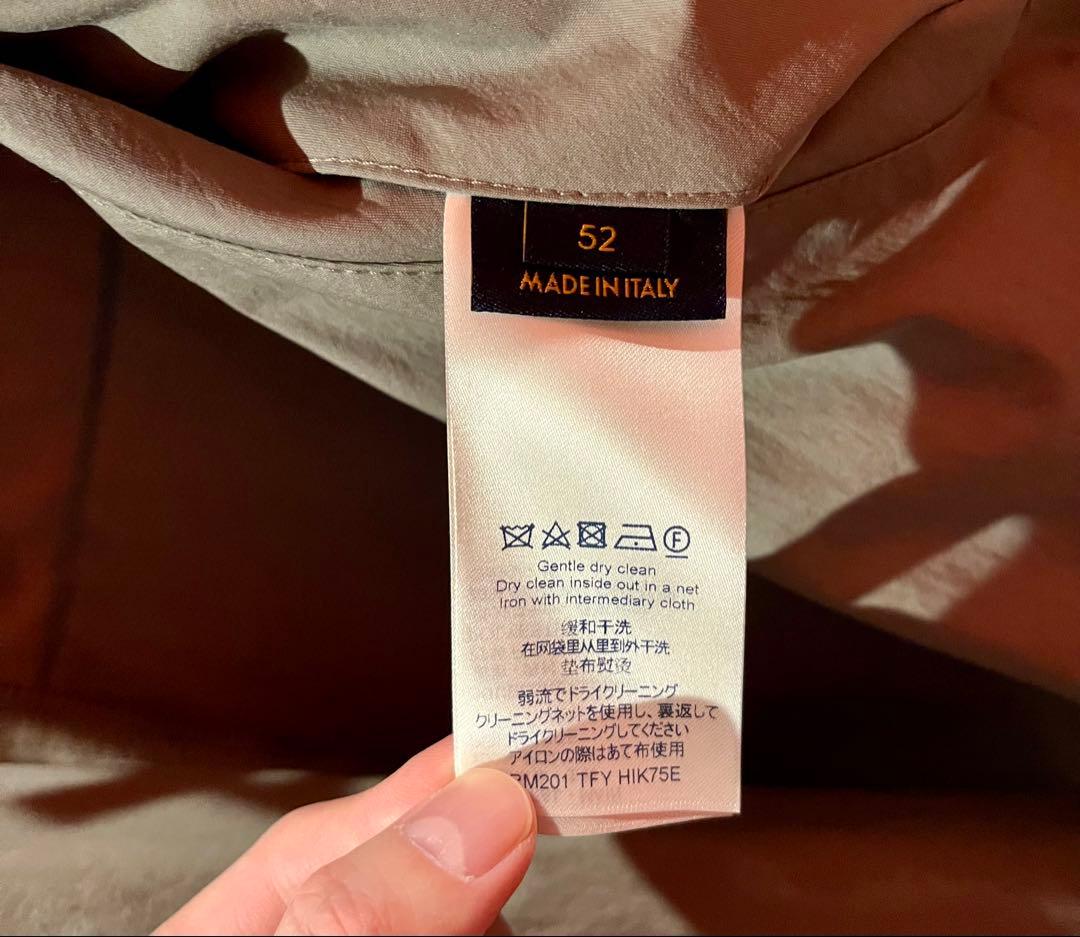 52
MADE IN ITALY
F
Gentle dry clean
Dry clean inside out in a net
Iron with intermediary cloth
缓和干洗
在网袋里从里到外干洗
垫布熨烫
弱流でドライクリーニング
クリーニングネットを使用し、裏返して
ドライクリーニングしてください
アイロンの際はあて布使用
RM201 TFY HIK75E